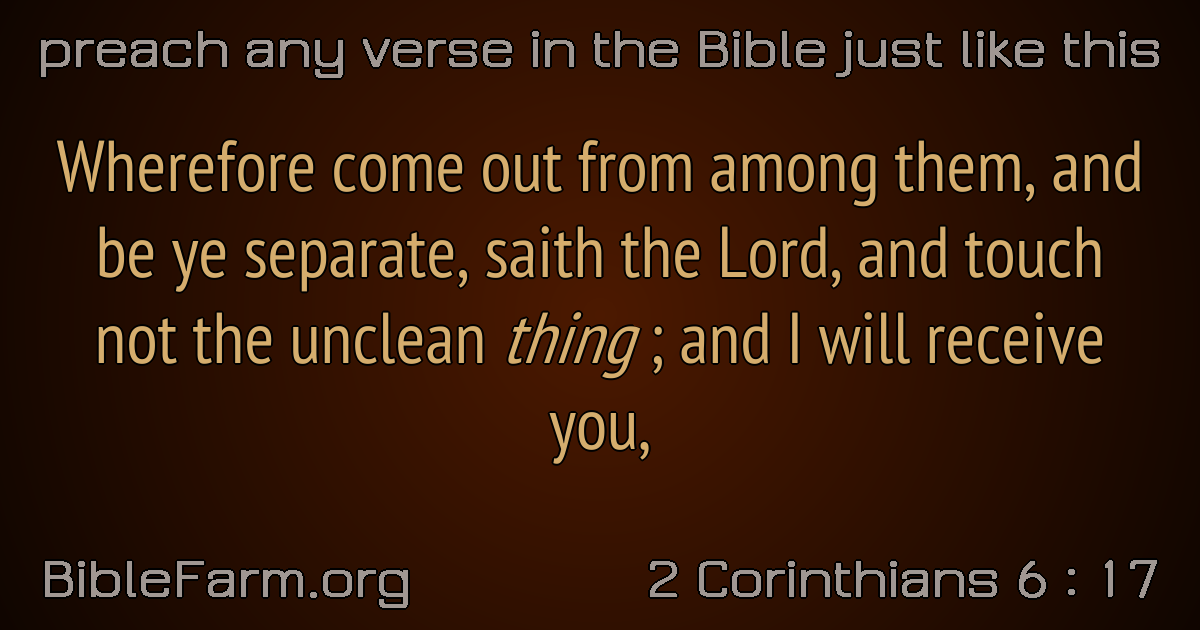 preach any verse in the Bible just like this
Wherefore come out from among them, and
be ye separate, saith the Lord, and touch
not the unclean thing ; and I will receive
you,
BibleFarm.org
2 Corinthians 6 : 17